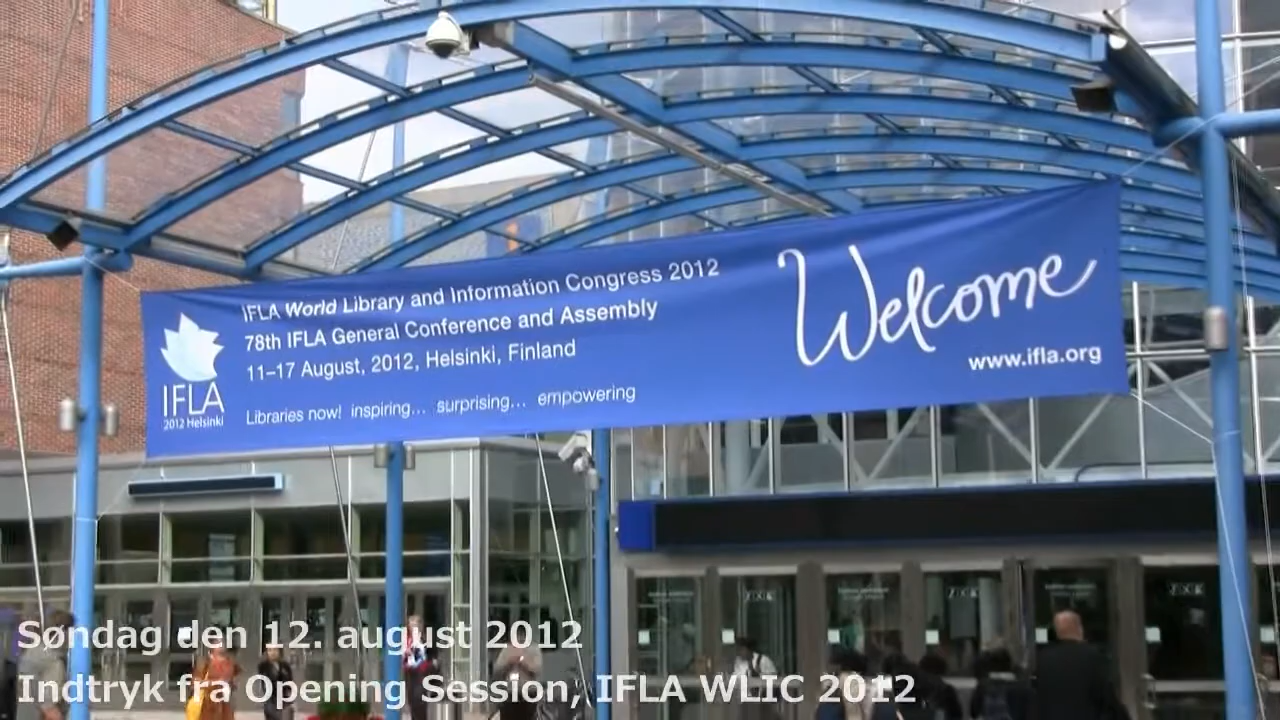 IFLA World Library and Information Congress 2012
78th IFLA General Conference and Assembly
11–17 August, 2012, Helsinki, Finland
Libraries now! inspiring... surprising... empowering
IFLA
2012 Helsinki
Welcome
www.ifla.org
Søndag den 12. august 2012
Indtryk fra Opening Session, IFLA WLIC 2012